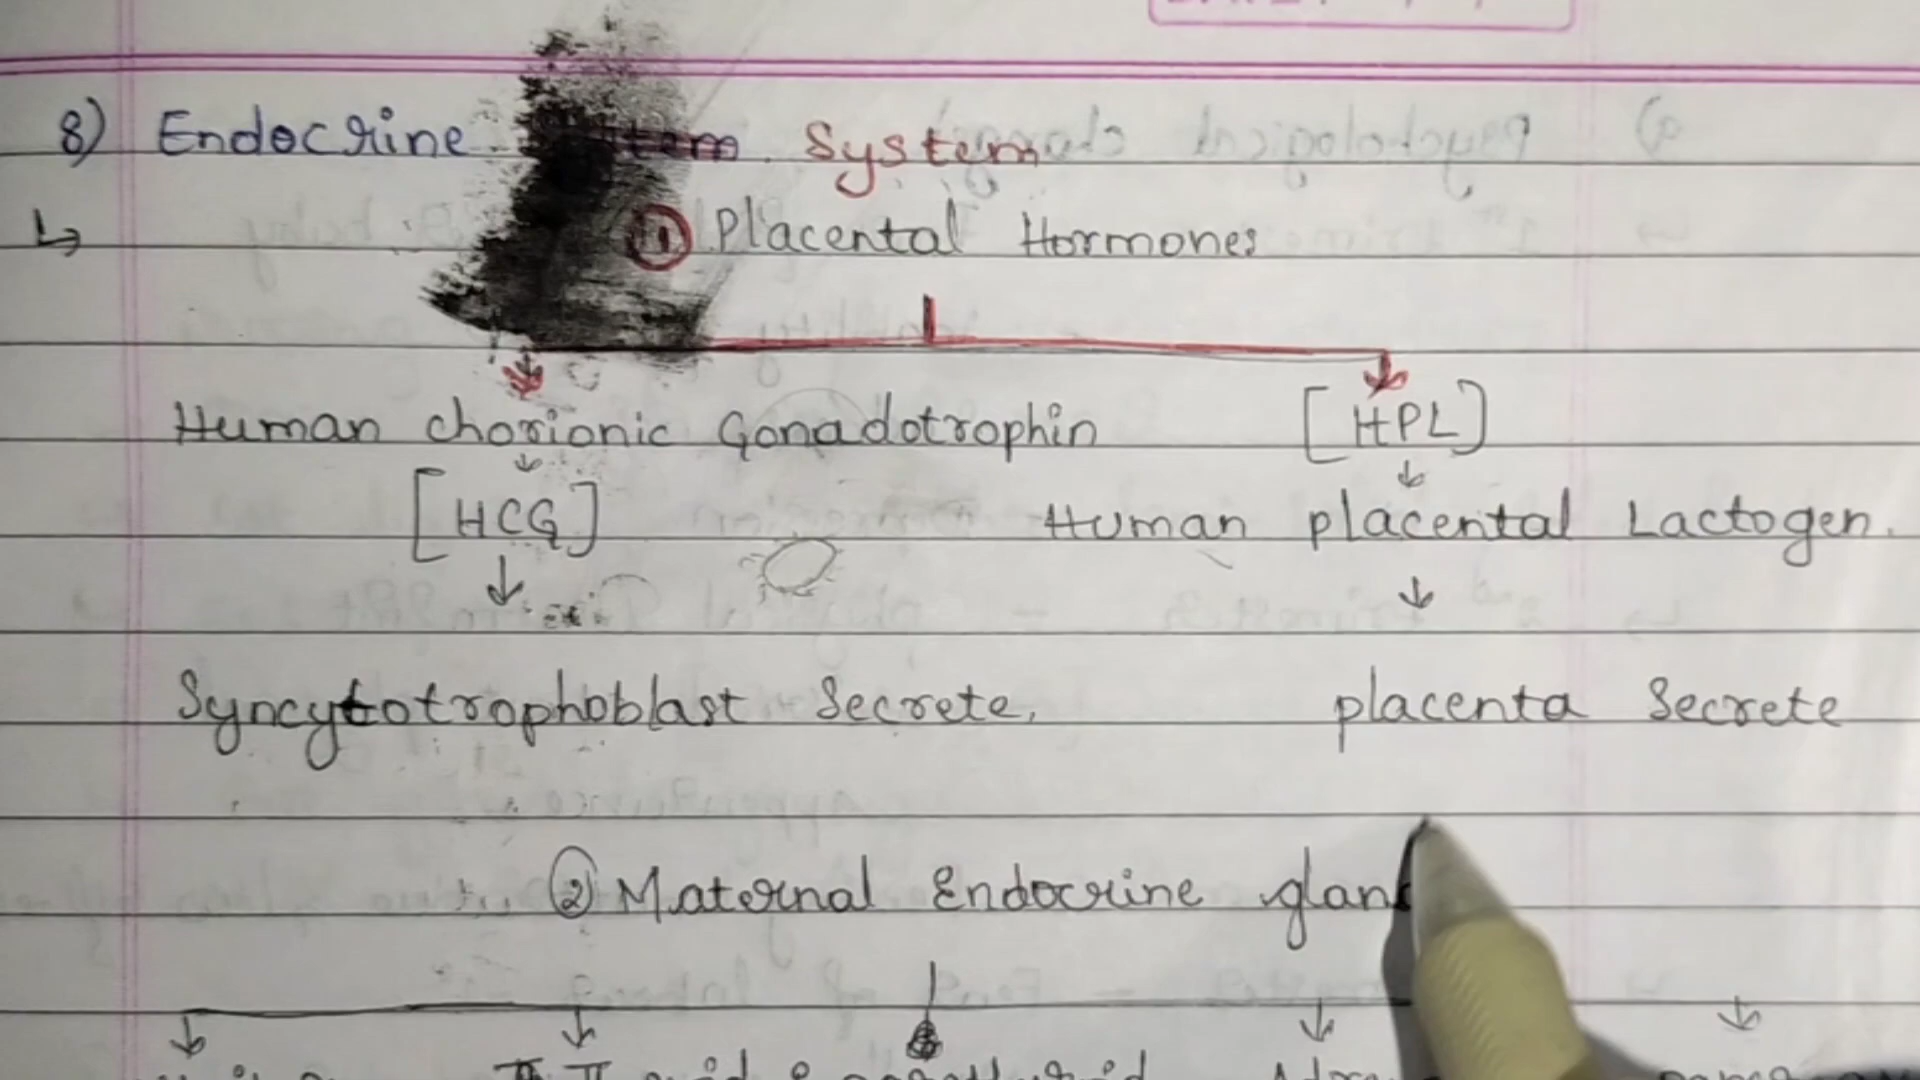 8) Endocrine System
① Placental Hormones
Human chorionic Gonadotrophin [HPL]
[HCG] Human placental Lactogen.
Syncytotrophoblast Secrete, placenta Secrete
② Maternal Endocrine